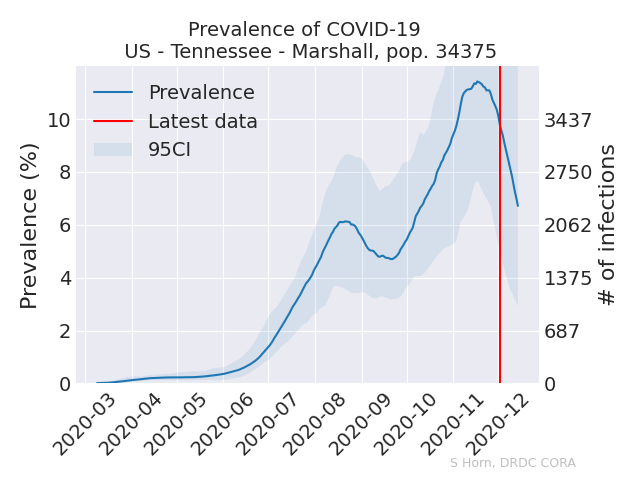 Prevalence of COVID-19
US - Tennessee - Marshall, pop. 34375
Prevalence
Latest data
95CI
Prevalence (%)
10
8
6
4
2
0
3437
2750
2062
1375
687
0
# of infections
2020-03
2020-04
2020-05
2020-06
2020-07
2020-08
2020-09
2020-10
2020-11
2020-12
S Horn, DRDC CORA